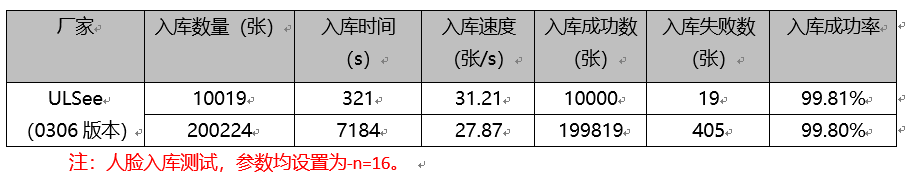 厂家 入库数量（张） 入库时间（s） 入库速度（张/s） 入库成功数（张） 入库失败数（张） 入库成功率
ULSee（0306 版本） 10019 321 31.21 10000 19 99.81%
200224 7184 27.87 199819 405 99.80%
注：人脸入库测试，参数均设置为-n=16。